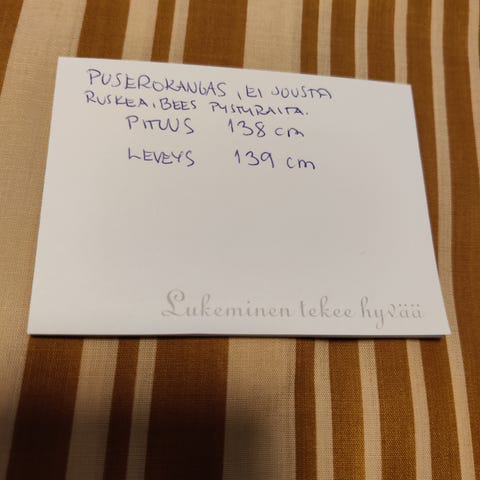 PUSEROKANGAS, EI JOUSTA
RUSKEA, BEES PYSTYRAITA.
PITUUS 138 cm
LEVEYS 139 cm
Lukeminen tekee hyvää